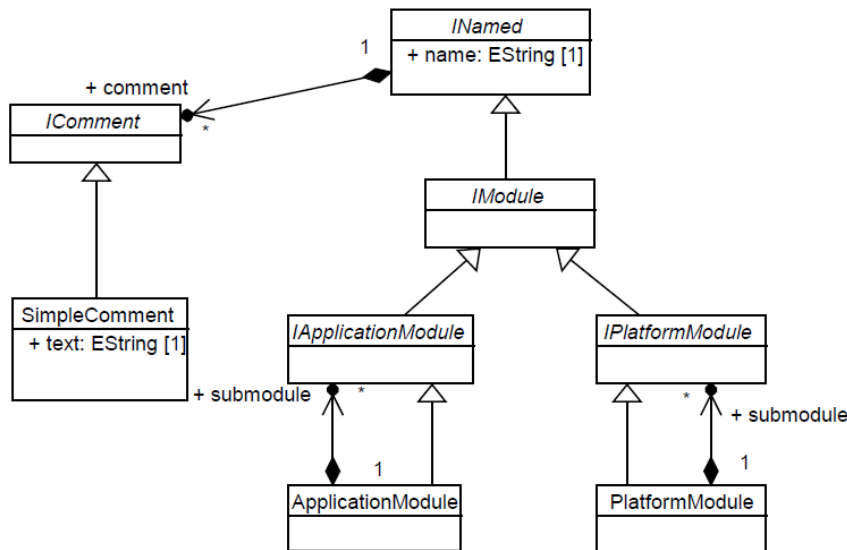 INamed
+ name: EString [1]
1
+ comment
*
IComment
IModule
SimpleComment
+ text: EString [1]
IApplicationModule
IPlatformModule
+ submodule
*
*
+ submodule
1
1
ApplicationModule
PlatformModule